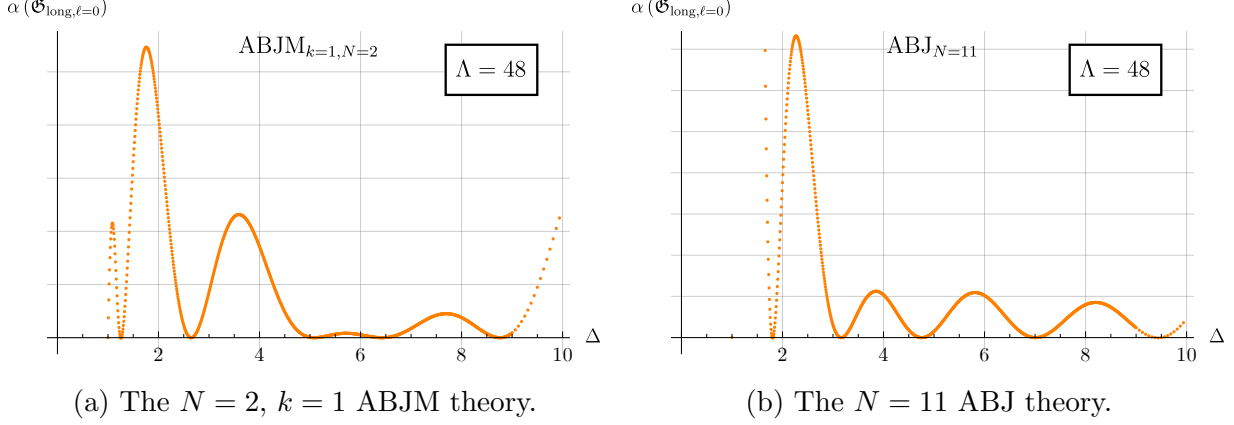 α (𝔊long,ℓ=0)
ABJMk=1,N=2
Λ = 48
Δ
2 4 6 8 10
(a) The N = 2, k = 1 ABJM theory.
α (𝔊long,ℓ=0)
ABJN=11
Λ = 48
Δ
2 4 6 8 10
(b) The N = 11 ABJ theory.